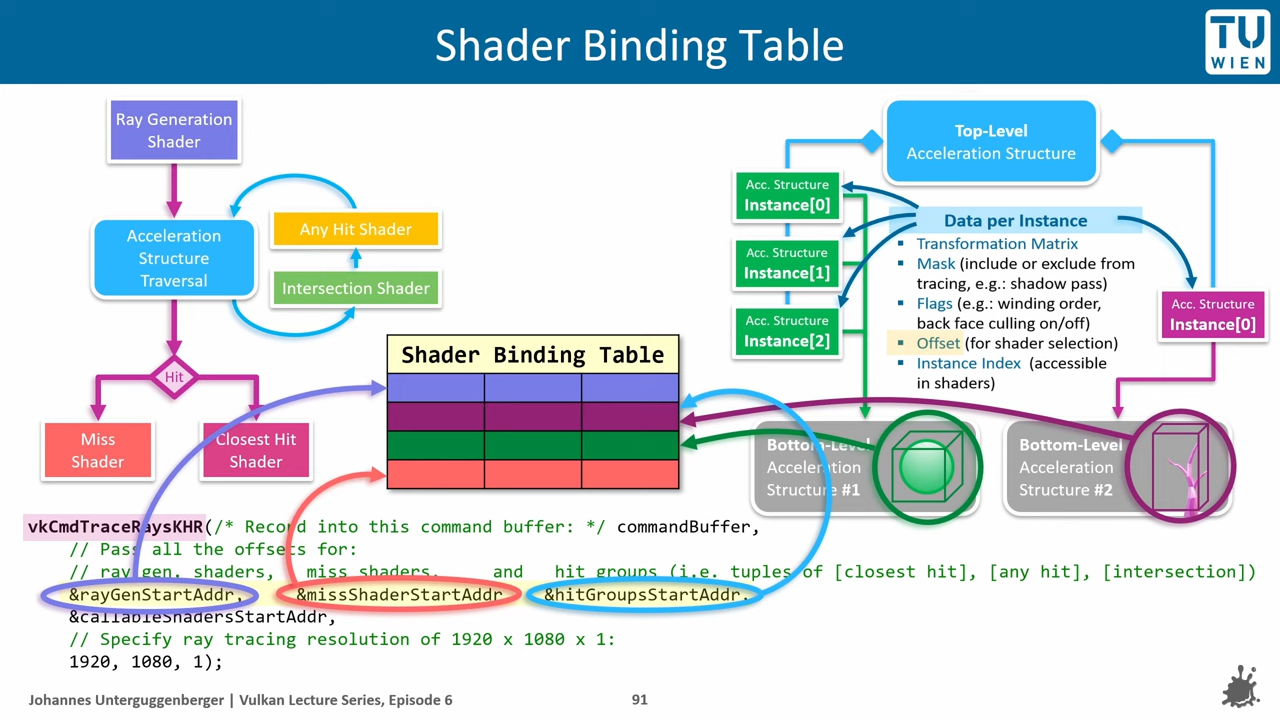 Shader Binding Table
TU
WIEN
Ray Generation
Shader
Acceleration
Structure
Traversal
Any Hit Shader
Intersection Shader
Hit
Miss
Shader
Closest Hit
Shader
Shader Binding Table
Top-Level
Acceleration Structure
Acc. Structure
Instance[0]
Acc. Structure
Instance[1]
Acc. Structure
Instance[2]
Data per Instance
▪ Transformation Matrix
▪ Mask (include or exclude from
tracing, e.g.: shadow pass)
▪ Flags (e.g.: winding order,
back face culling on/off)
▪ Offset (for shader selection)
▪ Instance Index (accessible
in shaders)
Acc. Structure
Instance[0]
Bottom-Level
Acceleration
Structure #1
Bottom-Level
Acceleration
Structure #2
vkCmdTraceRaysKHR(/* Record into this command buffer: */ commandBuffer,
// Pass all the offsets for:
// ray gen. shaders, miss shaders, and hit groups (i.e. tuples of [closest hit], [any hit], [intersection])
&rayGenStartAddr, &missShaderStartAddr &hitGroupsStartAddr,
&callableShadersStartAddr,
// Specify ray tracing resolution of 1920 x 1080 x 1:
1920, 1080, 1);
Johannes Unterguggenberger | Vulkan Lecture Series, Episode 6
91